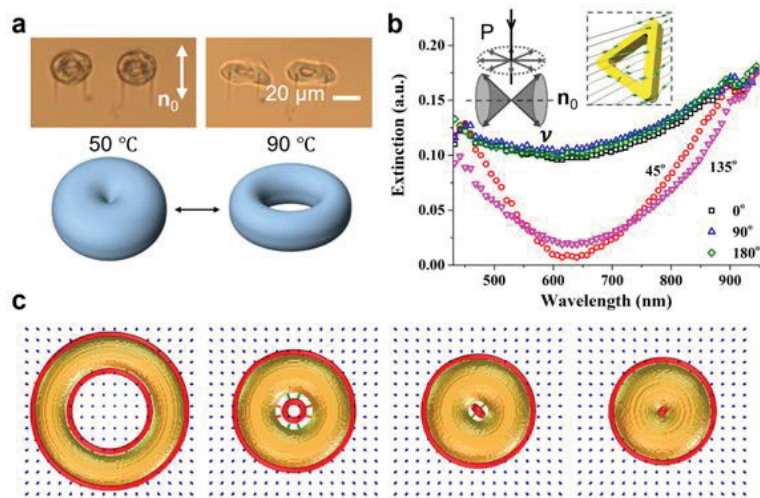 a
n₀
20 μm
50 ℃
90 ℃
b
P
n₀
ν
Extinction (a.u.)
0.20
0.15
0.10
0.05
0.00
45°
135°
0°
90°
180°
500
600
700
800
900
Wavelength (nm)
c